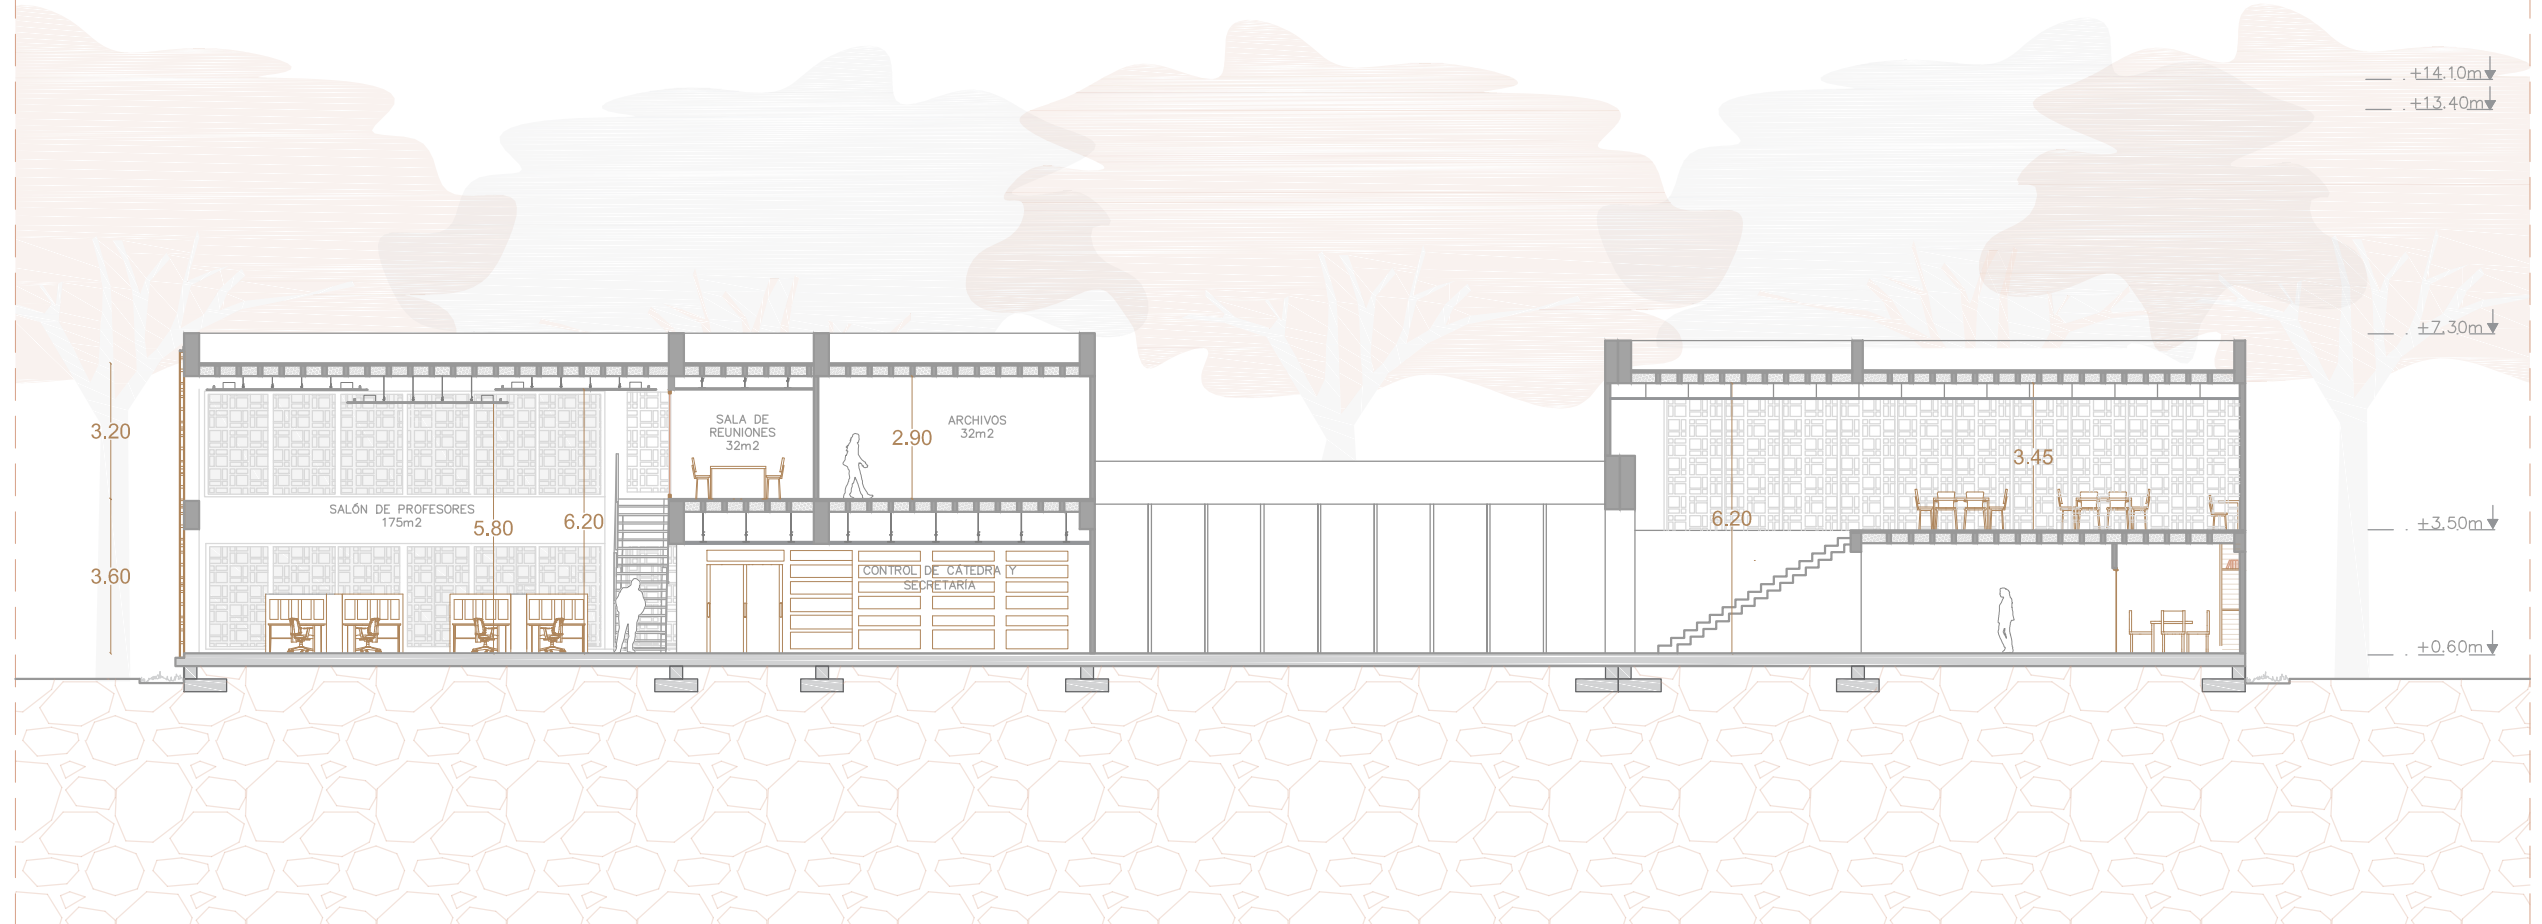 +14.10m
+13.40m
+7.30m
3.20
SALA DE
REUNIONES
32m2
2.90
ARCHIVOS
32m2
3.45
SALÓN DE PROFESORES
175m2
5.80
6.20
6.20
+3.50m
3.60
CONTROL DE CÁTEDRA Y
SECRETARÍA
+0.60m